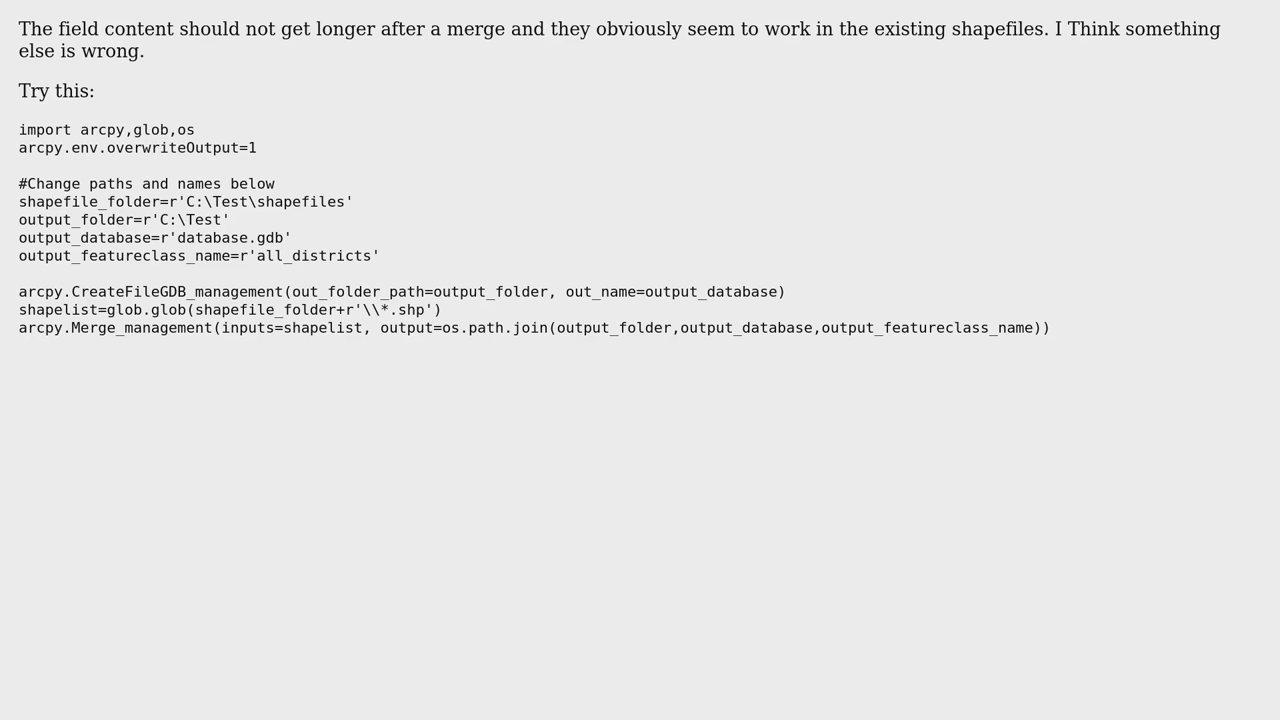 The field content should not get longer after a merge and they obviously seem to work in the existing shapefiles. I Think something
else is wrong.
Try this:
import arcpy,glob,os
arcpy.env.overwriteOutput=1
#Change paths and names below
shapefile_folder=r'C:\Test\shapefiles'
output_folder=r'C:\Test'
output_database=r'database.gdb'
output_featureclass_name=r'all_districts'
arcpy.CreateFileGDB_management(out_folder_path=output_folder, out_name=output_database)
shapelist=glob.glob(shapefile_folder+r'\\*.shp')
arcpy.Merge_management(inputs=shapelist, output=os.path.join(output_folder,output_database,output_featureclass_name))